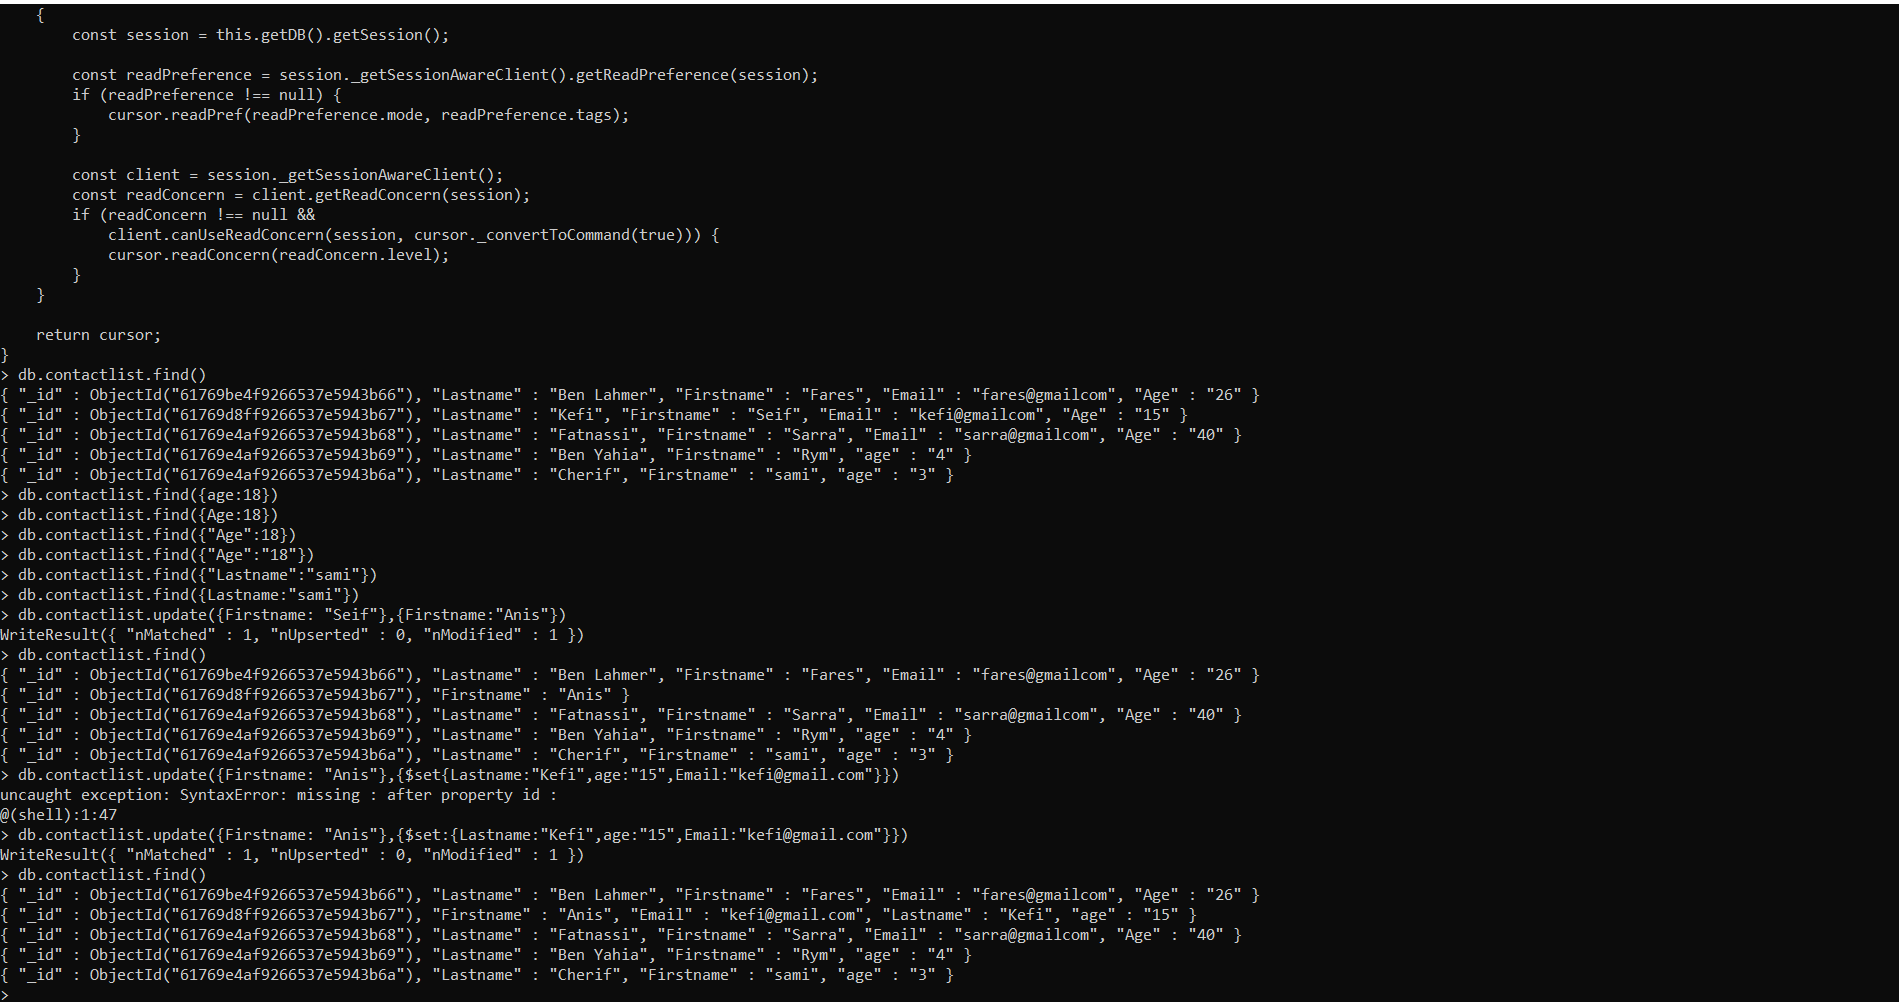 {
const session = this.getDB().getSession();
const readPreference = session._getSessionAwareClient().getReadPreference(session);
if (readPreference !== null) {
cursor.readPref(readPreference.mode, readPreference.tags);
}
const client = session._getSessionAwareClient();
const readConcern = client.getReadConcern(session);
if (readConcern !== null &&
client.canUseReadConcern(session, cursor._convertToCommand(true))) {
cursor.readConcern(readConcern.level);
}
}
return cursor;
}
> db.contactlist.find()
{ "_id" : ObjectId("61769be4f9266537e5943b66"), "Lastname" : "Ben Lahmer", "Firstname" : "Fares", "Email" : "fares@gmailcom", "Age" : "26" }
{ "_id" : ObjectId("61769d8ff9266537e5943b67"), "Lastname" : "Kefi", "Firstname" : "Seif", "Email" : "kefi@gmailcom", "Age" : "15" }
{ "_id" : ObjectId("61769e4af9266537e5943b68"), "Lastname" : "Fatnassi", "Firstname" : "Sarra", "Email" : "sarra@gmailcom", "Age" : "40" }
{ "_id" : ObjectId("61769e4af9266537e5943b69"), "Lastname" : "Ben Yahia", "Firstname" : "Rym", "age" : "4" }
{ "_id" : ObjectId("61769e4af9266537e5943b6a"), "Lastname" : "Cherif", "Firstname" : "sami", "age" : "3" }
> db.contactlist.find({age:18})
> db.contactlist.find({Age:18})
> db.contactlist.find({"Age":18})
> db.contactlist.find({"Age":"18"})
> db.contactlist.find({"Lastname":"sami"})
> db.contactlist.find({Lastname:"sami"})
> db.contactlist.update({Firstname: "Seif"},{Firstname:"Anis"})
WriteResult({ "nMatched" : 1, "nUpserted" : 0, "nModified" : 1 })
> db.contactlist.find()
{ "_id" : ObjectId("61769be4f9266537e5943b66"), "Lastname" : "Ben Lahmer", "Firstname" : "Fares", "Email" : "fares@gmailcom", "Age" : "26" }
{ "_id" : ObjectId("61769d8ff9266537e5943b67"), "Firstname" : "Anis" }
{ "_id" : ObjectId("61769e4af9266537e5943b68"), "Lastname" : "Fatnassi", "Firstname" : "Sarra", "Email" : "sarra@gmailcom", "Age" : "40" }
{ "_id" : ObjectId("61769e4af9266537e5943b69"), "Lastname" : "Ben Yahia", "Firstname" : "Rym", "age" : "4" }
{ "_id" : ObjectId("61769e4af9266537e5943b6a"), "Lastname" : "Cherif", "Firstname" : "sami", "age" : "3" }
> db.contactlist.update({Firstname: "Anis"},{$set{Lastname:"Kefi",age:"15",Email:"kefi@gmail.com"}})
uncaught exception: SyntaxError: missing : after property id :
@(shell):1:47
> db.contactlist.update({Firstname: "Anis"},{$set:{Lastname:"Kefi",age:"15",Email:"kefi@gmail.com"}})
WriteResult({ "nMatched" : 1, "nUpserted" : 0, "nModified" : 1 })
> db.contactlist.find()
{ "_id" : ObjectId("61769be4f9266537e5943b66"), "Lastname" : "Ben Lahmer", "Firstname" : "Fares", "Email" : "fares@gmailcom", "Age" : "26" }
{ "_id" : ObjectId("61769d8ff9266537e5943b67"), "Firstname" : "Anis", "Email" : "kefi@gmail.com", "Lastname" : "Kefi", "age" : "15" }
{ "_id" : ObjectId("61769e4af9266537e5943b68"), "Lastname" : "Fatnassi", "Firstname" : "Sarra", "Email" : "sarra@gmailcom", "Age" : "40" }
{ "_id" : ObjectId("61769e4af9266537e5943b69"), "Lastname" : "Ben Yahia", "Firstname" : "Rym", "age" : "4" }
{ "_id" : ObjectId("61769e4af9266537e5943b6a"), "Lastname" : "Cherif", "Firstname" : "sami", "age" : "3" }
>